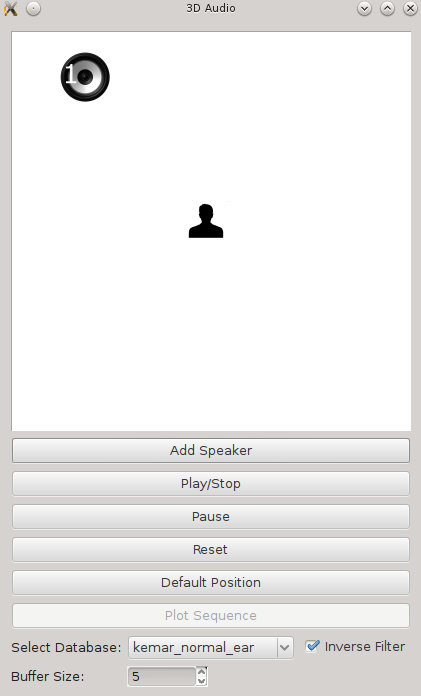 3D Audio
1
Add Speaker
Play/Stop
Pause
Reset
Default Position
Plot Sequence
Select Database: kemar_normal_ear Inverse Filter
Buffer Size: 5